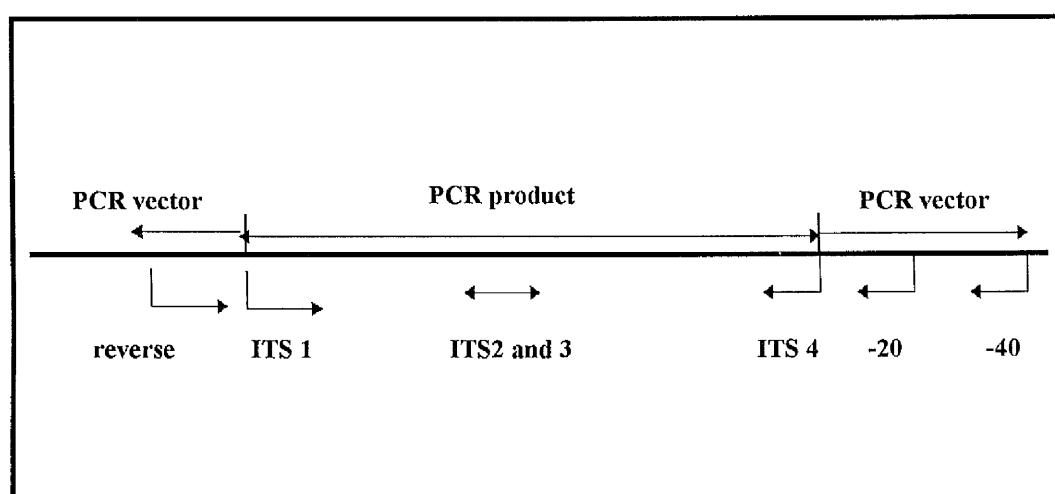 PCR vector PCR product PCR vector
reverse ITS 1 ITS2 and 3 ITS 4 -20 -40